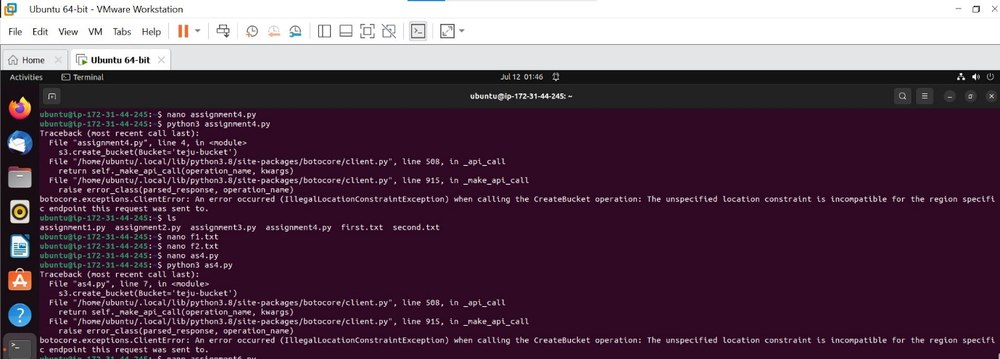 Ubuntu 64-bit - VMware Workstation
File Edit View VM Tabs Help
Home Ubuntu 64-bit
Activities Terminal Jul 12 01:46
ubuntu@ip-172-31-44-245: ~
ubuntu@ip-172-31-44-245:~$ nano assignment4.py
ubuntu@ip-172-31-44-245:~$ python3 assignment4.py
Traceback (most recent call last):
  File "assignment4.py", line 4, in <module>
    s3.create_bucket(Bucket='teju-bucket')
  File "/home/ubuntu/.local/lib/python3.8/site-packages/botocore/client.py", line 508, in _api_call
    return self._make_api_call(operation_name, kwargs)
  File "/home/ubuntu/.local/lib/python3.8/site-packages/botocore/client.py", line 915, in _make_api_call
    raise error_class(parsed_response, operation_name)
botocore.exceptions.ClientError: An error occurred (IllegalLocationConstraintException) when calling the CreateBucket operation: The unspecified location constraint is incompatible for the region specifi
c endpoint this request was sent to.
ubuntu@ip-172-31-44-245:~$ ls
assignment1.py  assignment2.py  assignment3.py  assignment4.py  first.txt  second.txt
ubuntu@ip-172-31-44-245:~$ nano f1.txt
ubuntu@ip-172-31-44-245:~$ nano f2.txt
ubuntu@ip-172-31-44-245:~$ nano as4.py
ubuntu@ip-172-31-44-245:~$ python3 as4.py
Traceback (most recent call last):
  File "as4.py", line 7, in <module>
    s3.create_bucket(Bucket='teju-bucket')
  File "/home/ubuntu/.local/lib/python3.8/site-packages/botocore/client.py", line 508, in _api_call
    return self._make_api_call(operation_name, kwargs)
  File "/home/ubuntu/.local/lib/python3.8/site-packages/botocore/client.py", line 915, in _make_api_call
    raise error_class(parsed_response, operation_name)
botocore.exceptions.ClientError: An error occurred (IllegalLocationConstraintException) when calling the CreateBucket operation: The unspecified location constraint is incompatible for the region specifi
c endpoint this request was sent to.
ubuntu@ip-172-31-44-245:~$ nano assignment6.py